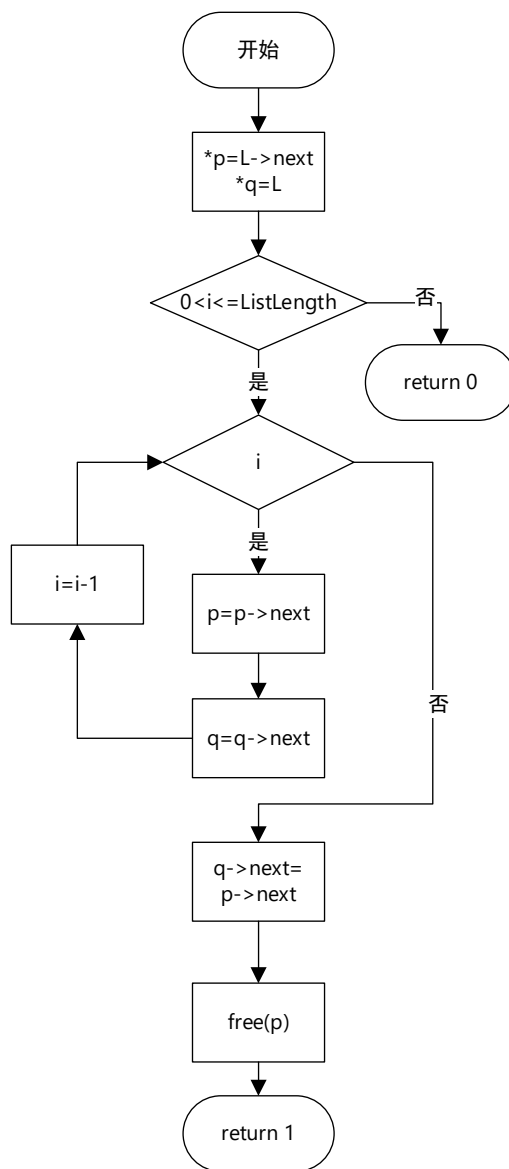 开始
*p=L->next
*q=L
0<i<=ListLength
否
return 0
是
i
是
i=i-1
p=p->next
否
q=q->next
q->next=
p->next
free(p)
return 1